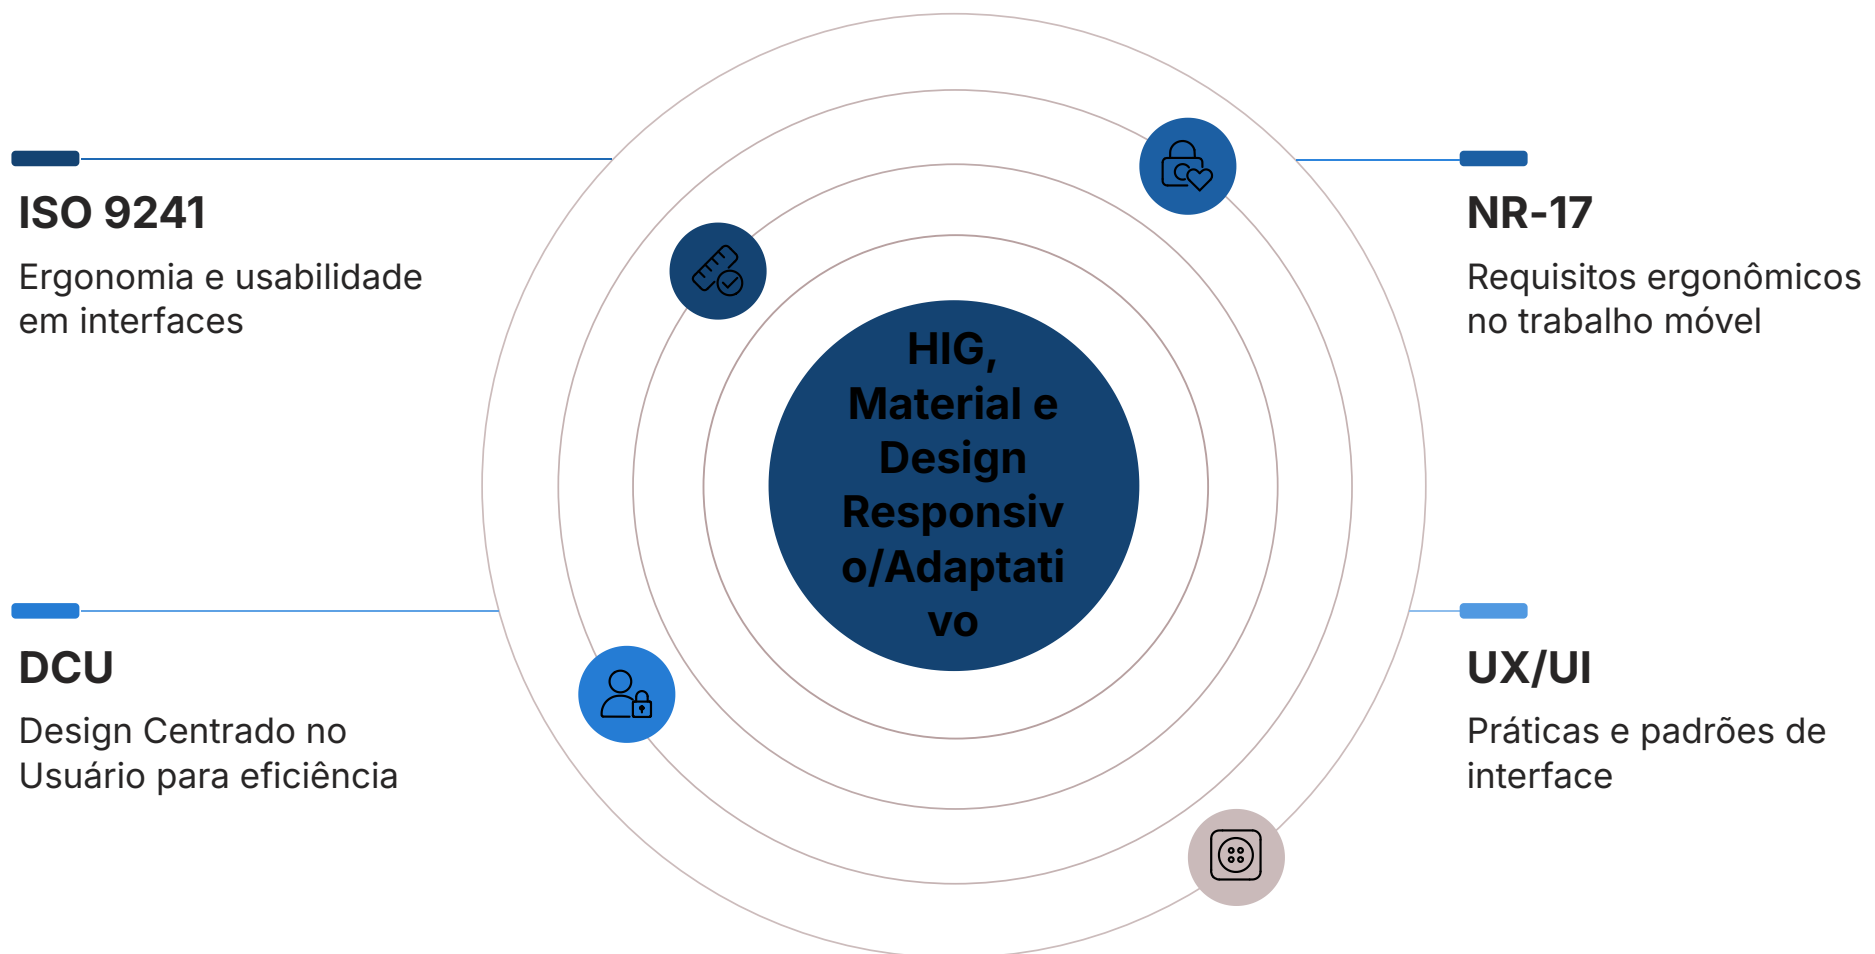 ISO 9241
Ergonomia e usabilidade
em interfaces
NR-17
Requisitos ergonômicos
no trabalho móvel
HIG,
Material e
Design
Responsiv
o/Adaptati
vo
DCU
Design Centrado no
Usuário para eficiência
UX/UI
Práticas e padrões de
interface